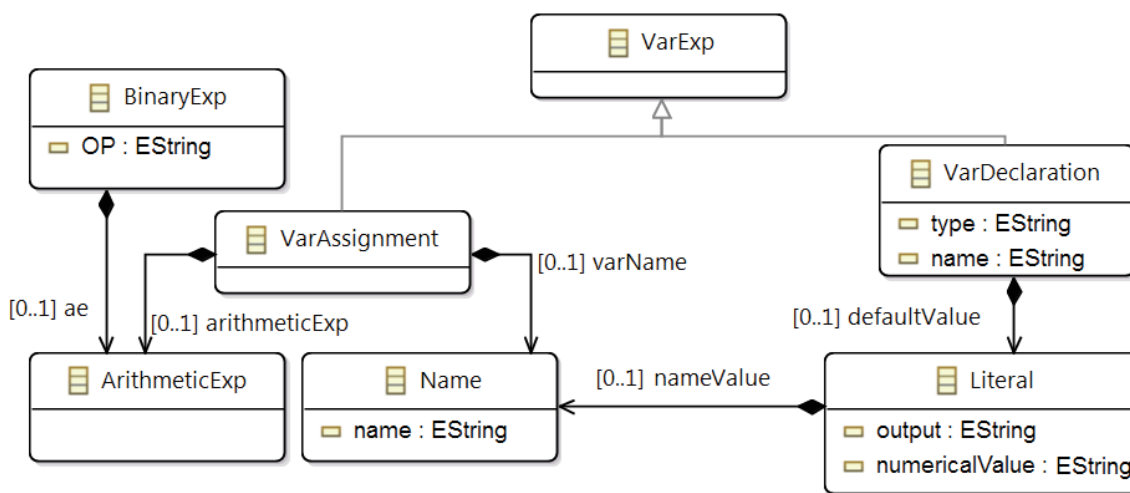 VarExp
BinaryExp
OP : EString
VarDeclaration
type : EString
name : EString
VarAssignment
[0..1] varName
[0..1] ae
[0..1] arithmeticExp
[0..1] defaultValue
ArithmeticExp
Name
name : EString
[0..1] nameValue
Literal
output : EString
numericalValue : EString